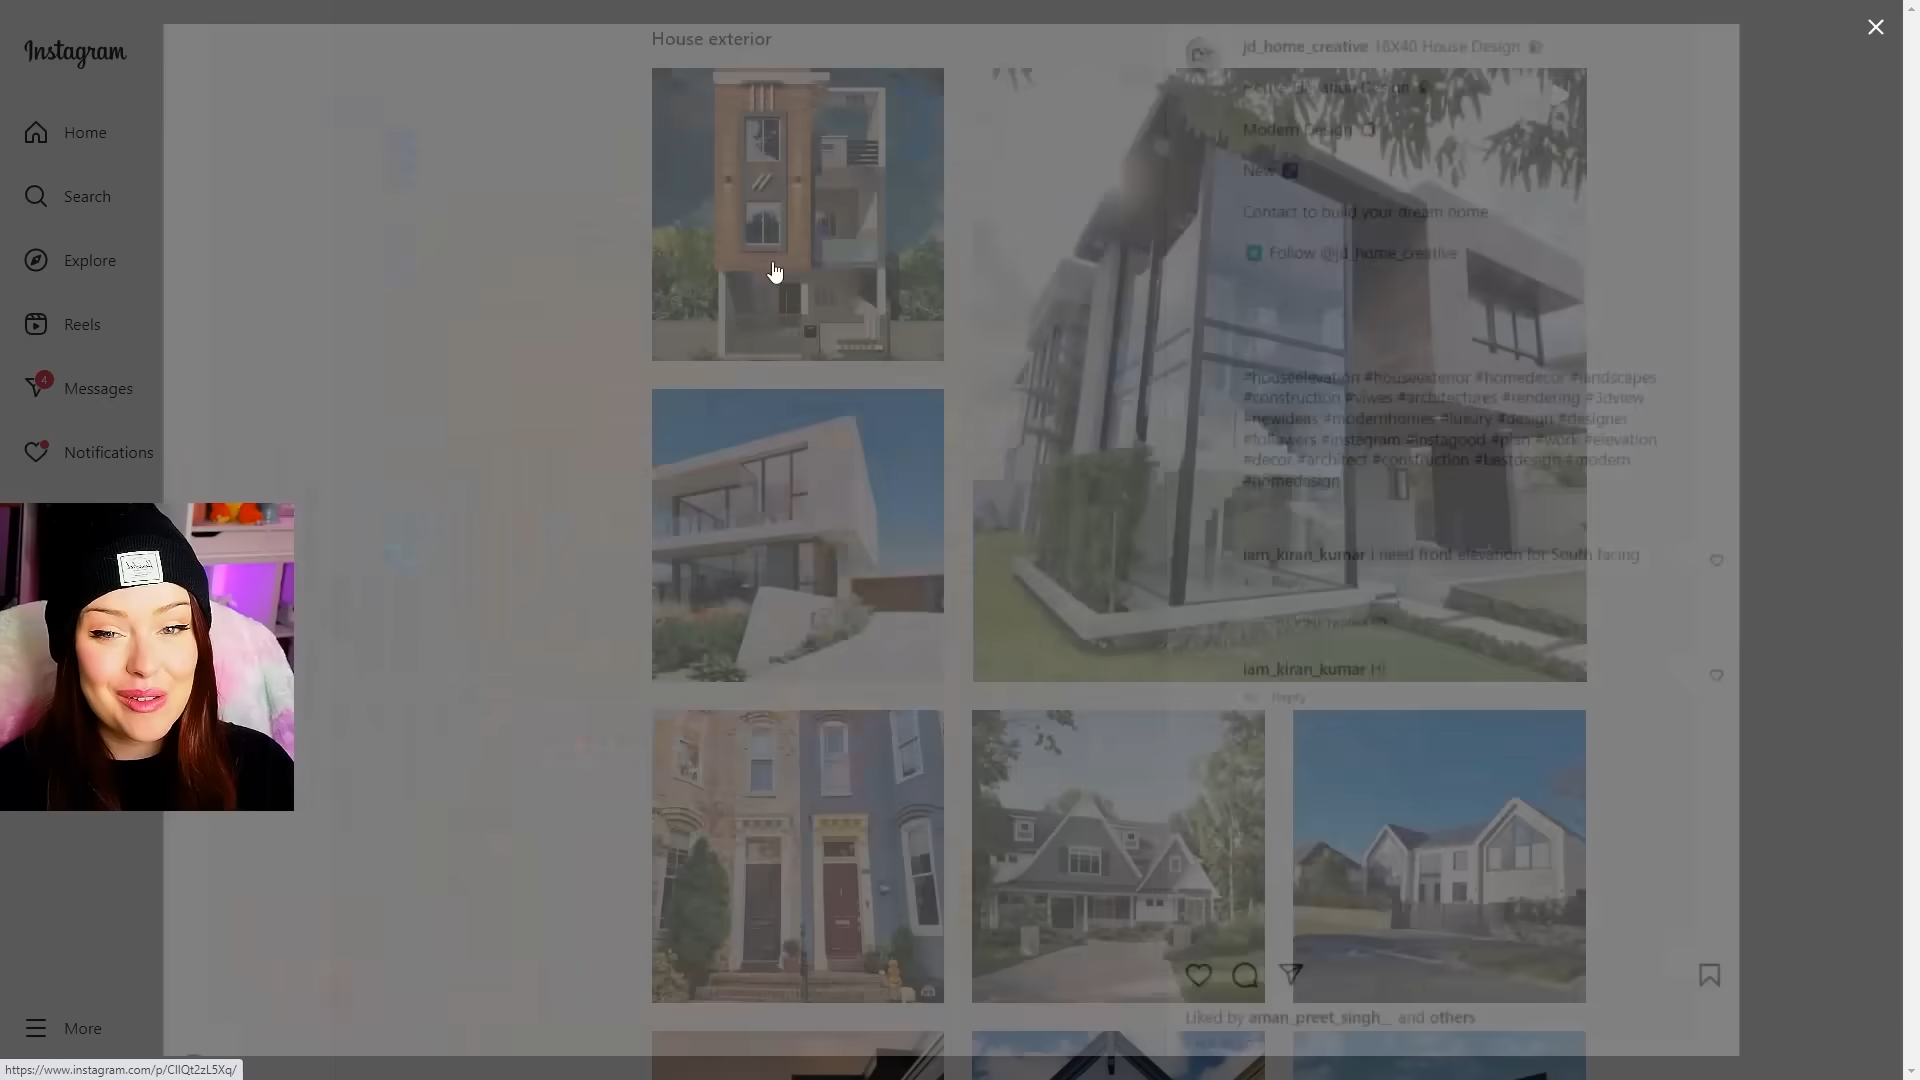 Instagram
Home
Search
Explore
Reels
4
Messages
Notifications
More
https://www.instagram.com/p/CIlQt2zL5Xq/
House exterior
jd_home_creative 16X40 House Design
Design
Modern Design
New
Contact to build your dream home
Follow @jd_home_creative
#houseelevation #houseexterior #homedecor #landscapes
#construction #viwes #architectures #rendering #3dview
#newideas #modernhomes #luxury #design #designer
#followers #instagram #instagood #plan #work #elevation
#decor #architect #construction #bestdesign #modern
#homedesign
iam_kiran_kumar i need front elevation for South facing
iam_kiran_kumar Hi
Reply
Liked by aman_preet_singh_ and others